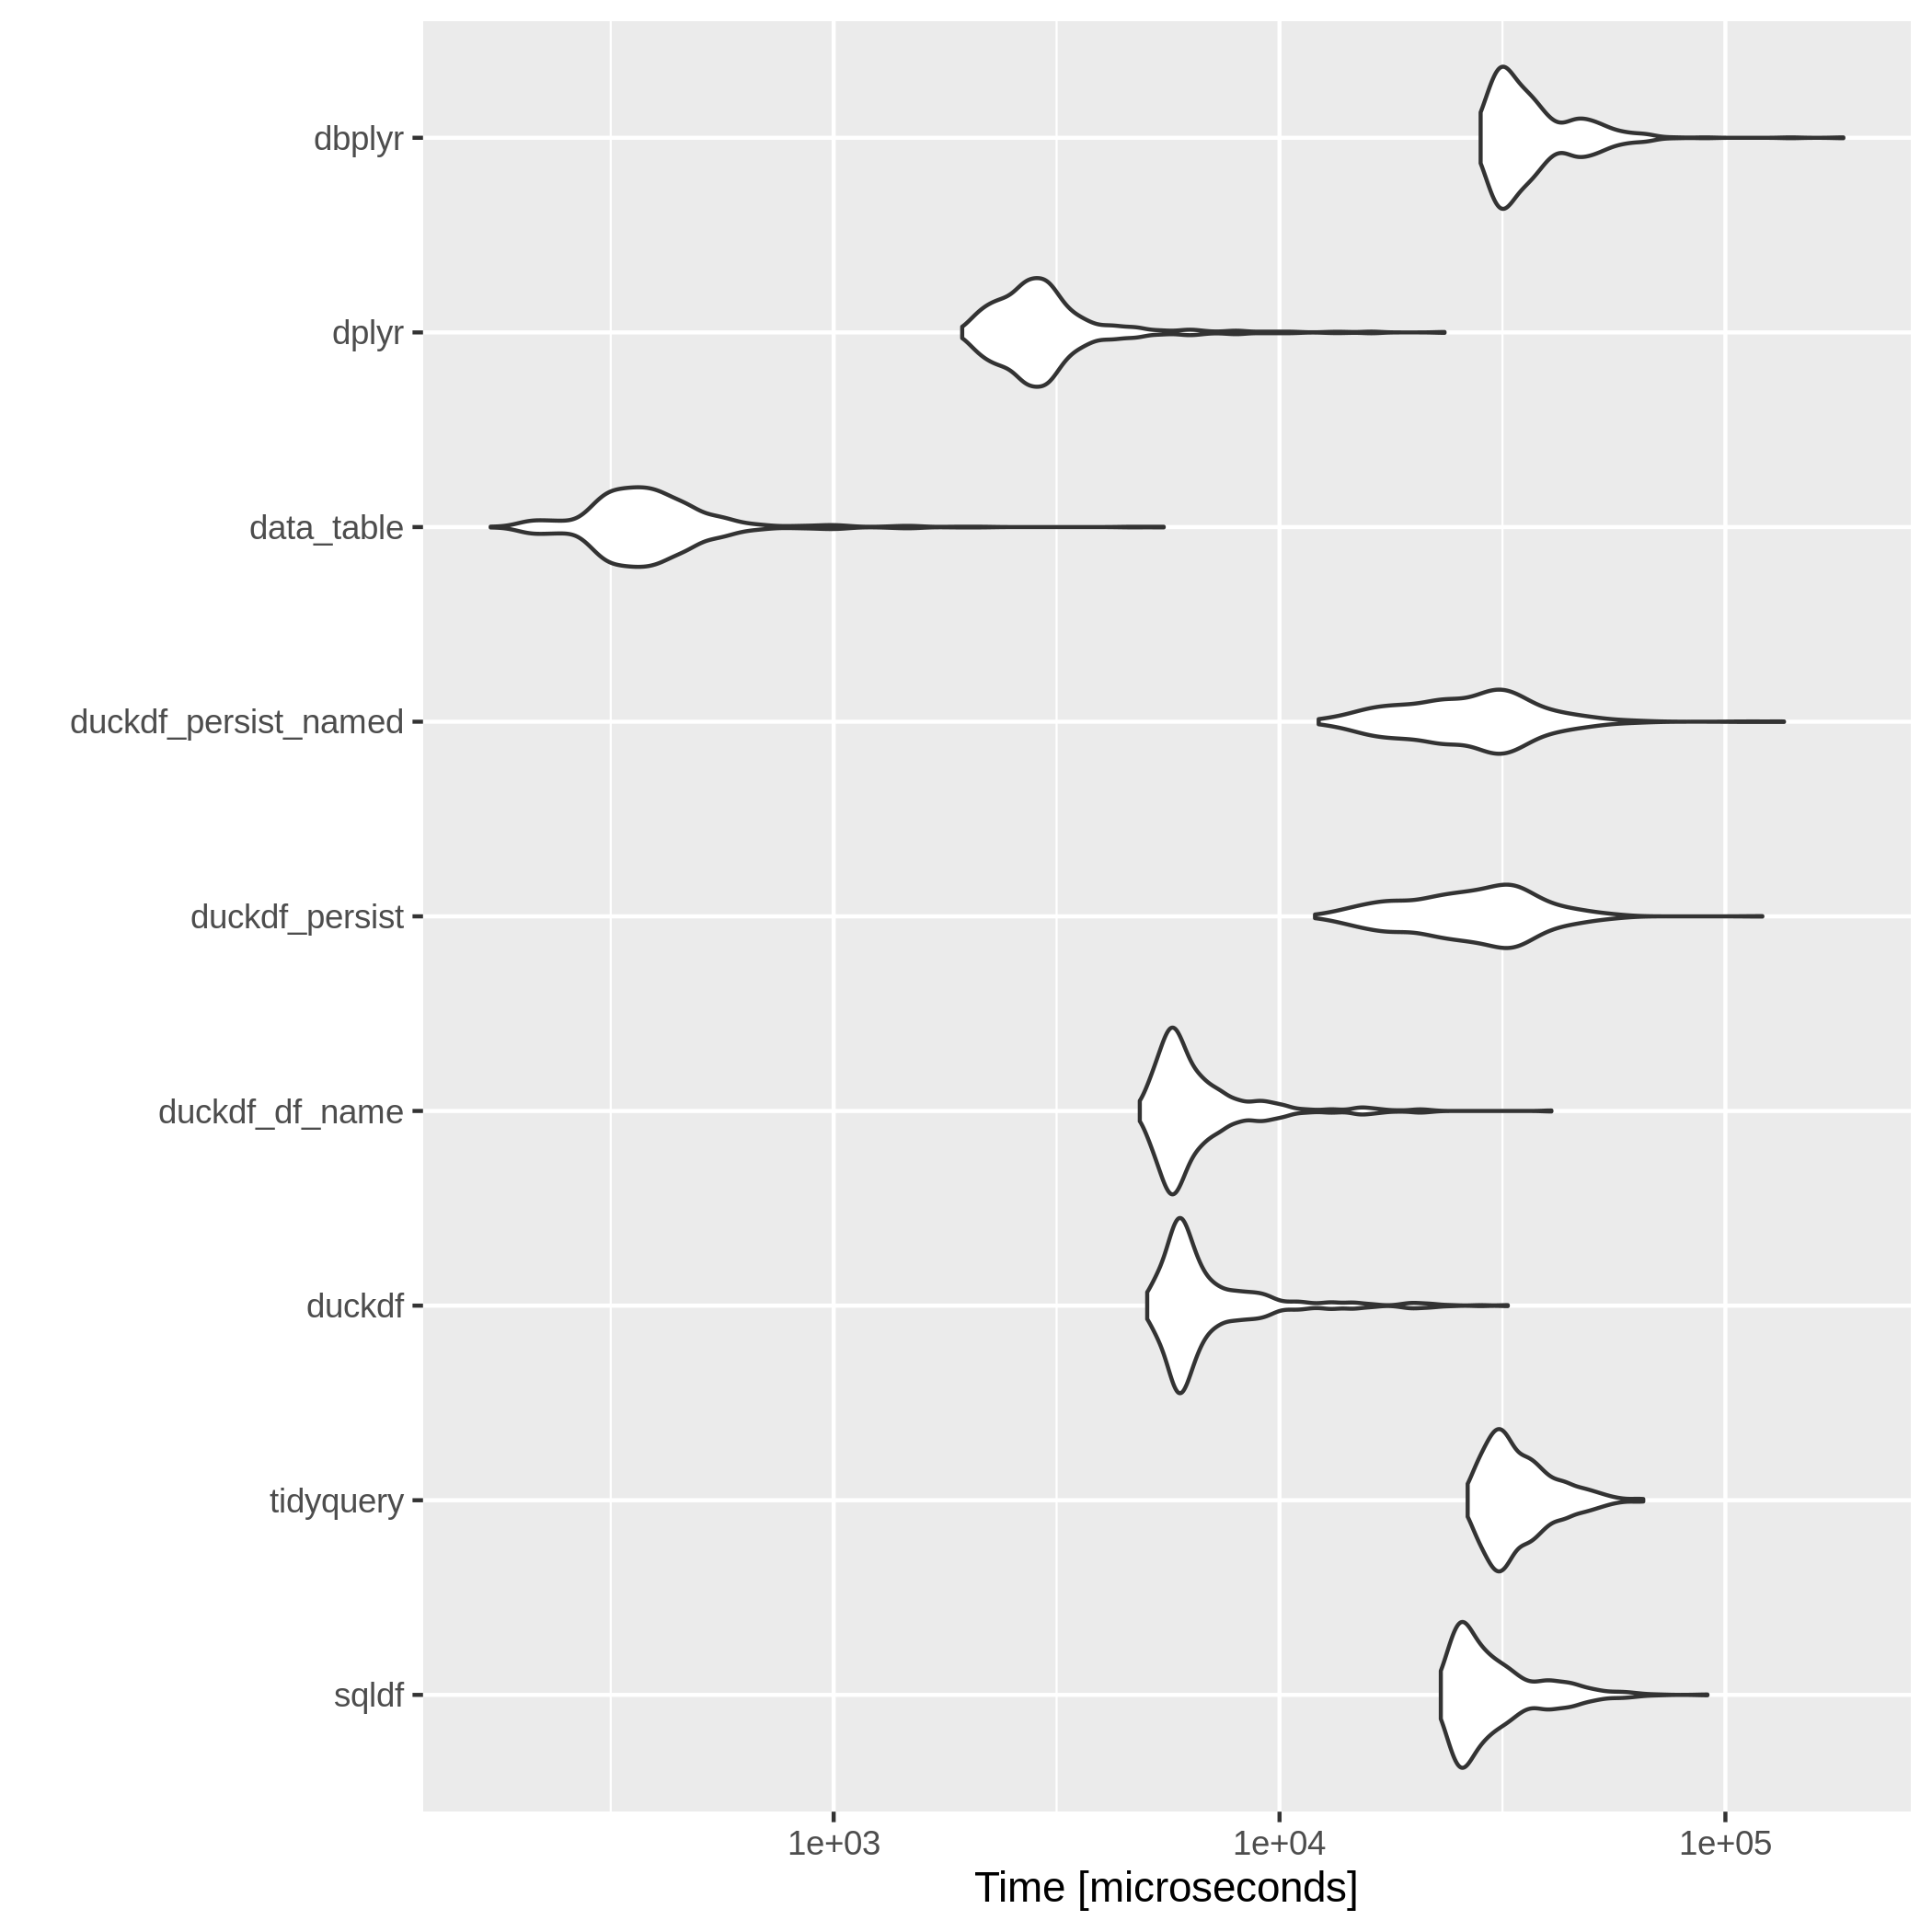 dbplyr
dplyr
data_table
duckdf_persist_named
duckdf_persist
duckdf_df_name
duckdf
tidyquery
sqldf
1e+03 1e+04 1e+05
Time [microseconds]